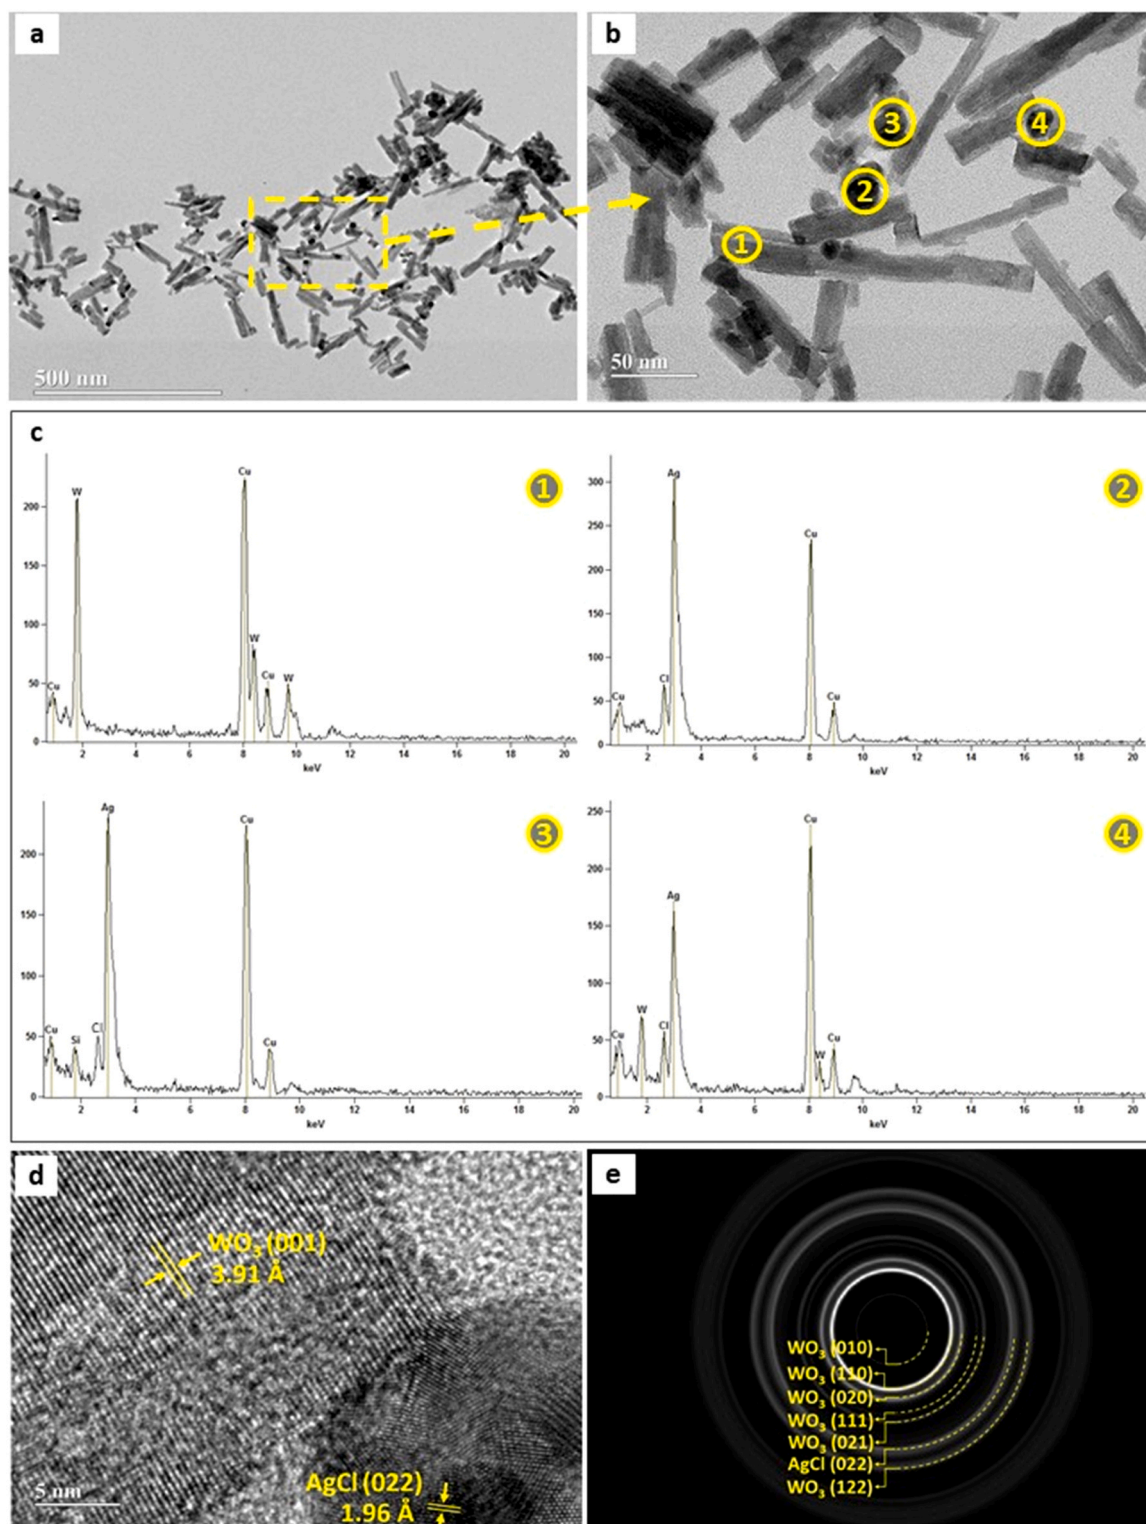 a
500 nm
b
1
2
3
4
50 nm
c
1
W
Cu
W
Cu
W
Cu
200
150
100
50
0
2
4
6
8
10
12
14
16
18
20
keV
2
Ag
Cu
Cl
Cu
Cu
300
250
200
150
100
50
0
2
4
6
8
10
12
14
16
18
20
keV
3
Ag
Cu
Cu
Si
Cl
Cu
200
150
100
50
0
2
4
6
8
10
12
14
16
18
20
keV
4
Cu
Ag
W
Cl
Cu
W
Cu
250
200
150
100
50
0
2
4
6
8
10
12
14
16
18
20
keV
d
WO₃ (001)
3.91 Å
AgCl (022)
1.96 Å
5 nm
e
WO₃ (010)
WO₃ (110)
WO₃ (020)
WO₃ (111)
WO₃ (021)
AgCl (022)
WO₃ (122)